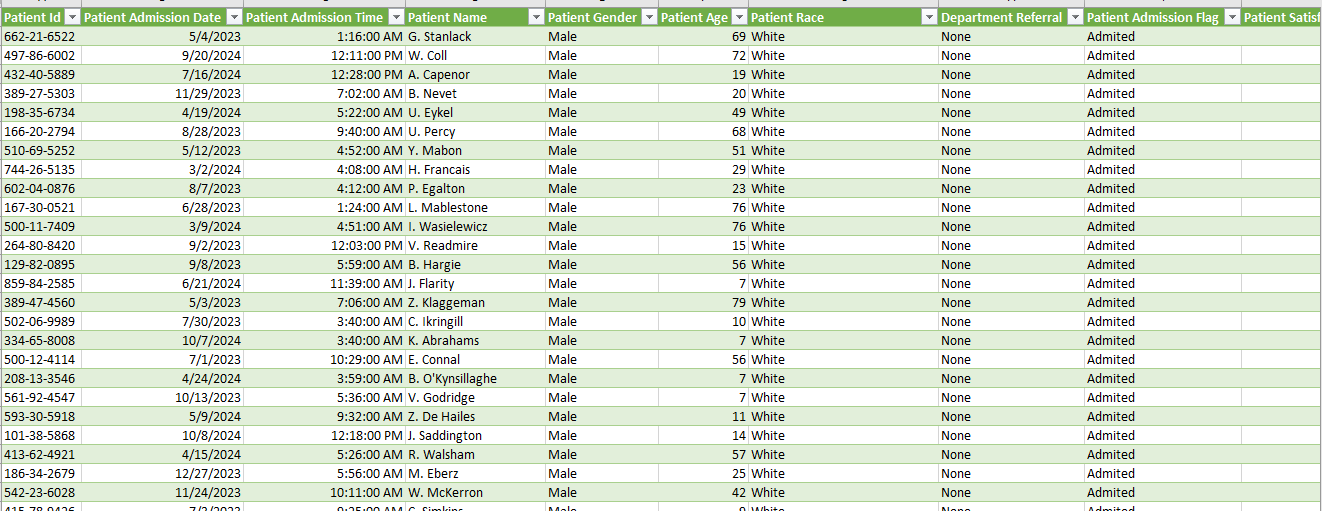 Patient Id Patient Admission Date Patient Admission Time Patient Name Patient Gender Patient Age Patient Race Department Referral Patient Admission Flag Patient Satisf
662-21-6522 5/4/2023 1:16:00 AM G. Stanlack Male 69 White None Admited
497-86-6002 9/20/2024 12:11:00 PM W. Coll Male 72 White None Admited
432-40-5889 7/16/2024 12:28:00 PM A. Capenor Male 19 White None Admited
389-27-5303 11/29/2023 7:02:00 AM B. Nevet Male 20 White None Admited
198-35-6734 4/19/2024 5:22:00 AM U. Eykel Male 49 White None Admited
166-20-2794 8/28/2023 9:40:00 AM U. Percy Male 68 White None Admited
510-69-5252 5/12/2023 4:52:00 AM Y. Mabon Male 51 White None Admited
744-26-5135 3/2/2024 4:08:00 AM H. Francais Male 29 White None Admited
602-04-0876 8/7/2023 4:12:00 AM P. Egalton Male 23 White None Admited
167-30-0521 6/28/2023 1:24:00 AM L. Mablestone Male 76 White None Admited
500-11-7409 3/9/2024 4:51:00 AM I. Wasielewicz Male 76 White None Admited
264-80-8420 9/2/2023 12:03:00 PM V. Readmire Male 15 White None Admited
129-82-0895 9/8/2023 5:59:00 AM B. Hargie Male 56 White None Admited
859-84-2585 6/21/2024 11:39:00 AM J. Flarity Male 7 White None Admited
389-47-4560 5/3/2023 7:06:00 AM Z. Klaggeman Male 79 White None Admited
502-06-9989 7/30/2023 3:40:00 AM C. Ikringill Male 10 White None Admited
334-65-8008 10/7/2024 3:40:00 AM K. Abrahams Male 7 White None Admited
500-12-4114 7/1/2023 10:29:00 AM E. Connal Male 56 White None Admited
208-13-3546 4/24/2024 3:59:00 AM B. O'Kynsillaghe Male 7 White None Admited
561-92-4547 10/13/2023 5:36:00 AM V. Godridge Male 7 White None Admited
593-30-5918 5/9/2024 9:32:00 AM Z. De Hailes Male 11 White None Admited
101-38-5868 10/8/2024 12:18:00 PM J. Saddington Male 14 White None Admited
413-62-4921 4/15/2024 5:26:00 AM R. Walsham Male 57 White None Admited
186-34-2679 12/27/2023 5:56:00 AM M. Eberz Male 25 White None Admited
542-23-6028 11/24/2023 10:11:00 AM W. McKerron Male 42 White None Admited
Male White None Admited